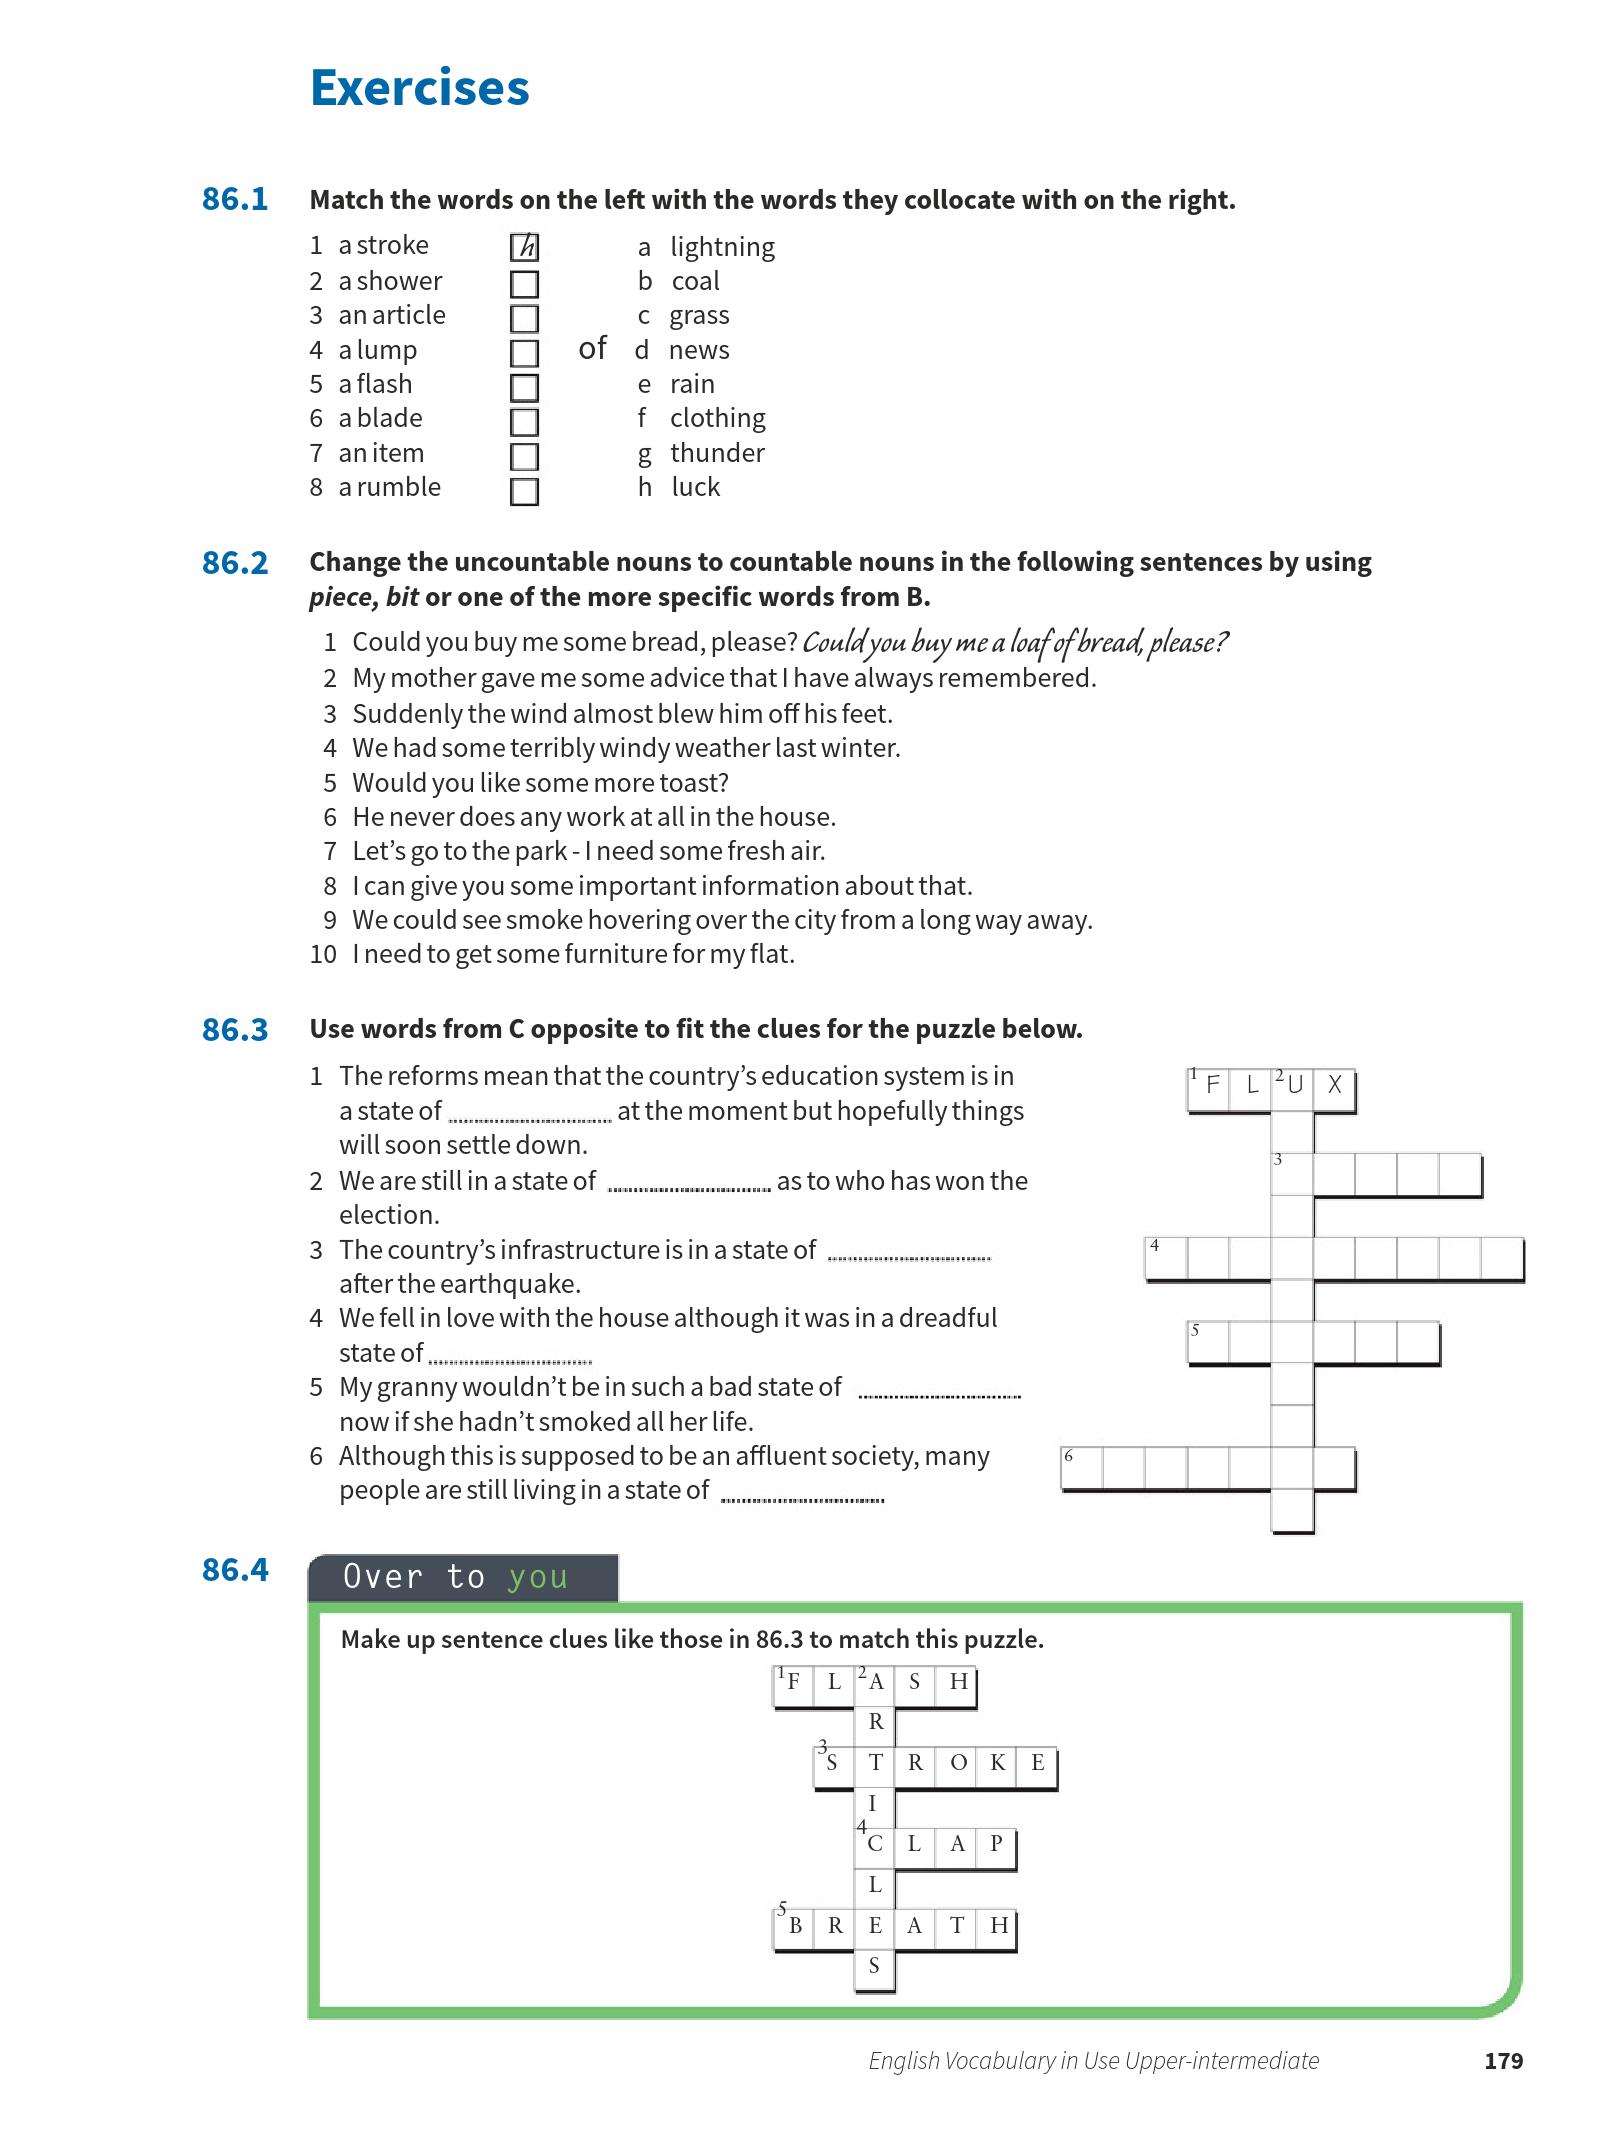 Exercises
86.1 Match the words on the left with the words they collocate with on the right.
1 a stroke h a lightning
2 a shower b coal
3 an article c grass
4 a lump of d news
5 a flash e rain
6 a blade f clothing
7 an item g thunder
8 a rumble h luck
86.2 Change the uncountable nouns to countable nouns in the following sentences by using
piece, bit or one of the more specific words from B.
1 Could you buy me some bread, please? Could you buy me a loaf of bread, please?
2 My mother gave me some advice that I have always remembered.
3 Suddenly the wind almost blew him off his feet.
4 We had some terribly windy weather last winter.
5 Would you like some more toast?
6 He never does any work at all in the house.
7 Let's go to the park - I need some fresh air.
8 I can give you some important information about that.
9 We could see smoke hovering over the city from a long way away.
10 I need to get some furniture for my flat.
86.3 Use words from C opposite to fit the clues for the puzzle below.
1 The reforms mean that the country's education system is in
a state of ........................ at the moment but hopefully things
will soon settle down.
2 We are still in a state of ........................ as to who has won the
election.
3 The country's infrastructure is in a state of ........................
after the earthquake.
4 We fell in love with the house although it was in a dreadful
state of ........................
5 My granny wouldn't be in such a bad state of ........................
now if she hadn't smoked all her life.
6 Although this is supposed to be an affluent society, many
people are still living in a state of ........................
1 F L 2 U X
3
4
5
6
86.4 Over to you
Make up sentence clues like those in 86.3 to match this puzzle.
1 F L 2 A S H
R
3 S T R O K E
I
4 C L A P
L
5 B R E A T H
S
English Vocabulary in Use Upper-intermediate 179